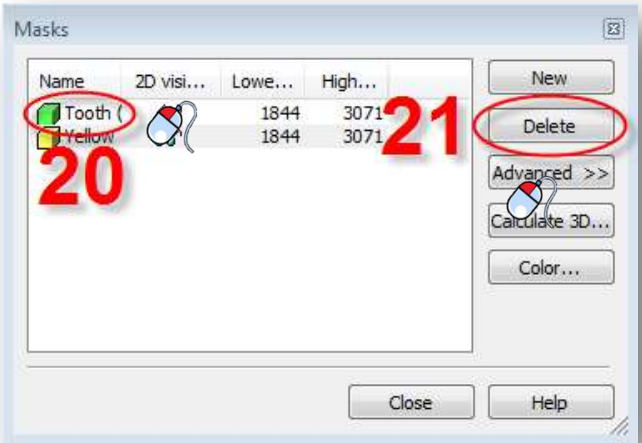 Masks
Name 2D visi... Lowe... High...
Tooth ( 1844 3071
Yellow 1844 3071
20
21
New
Delete
Advanced >>
Calculate 3D...
Color...
Close Help